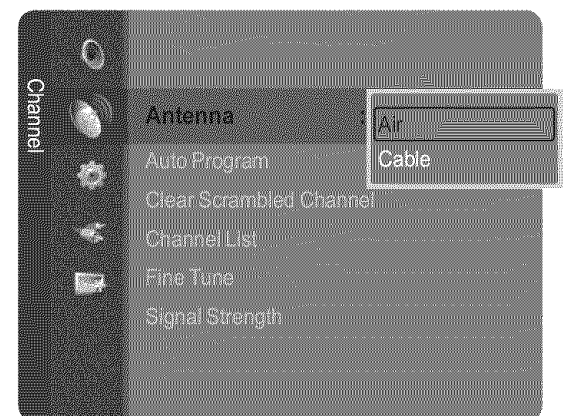 Channel
Antenna : Air
Cable
Auto Program
Clear Scrambled Channel
Channel List
Fine Tune
Signal Strength